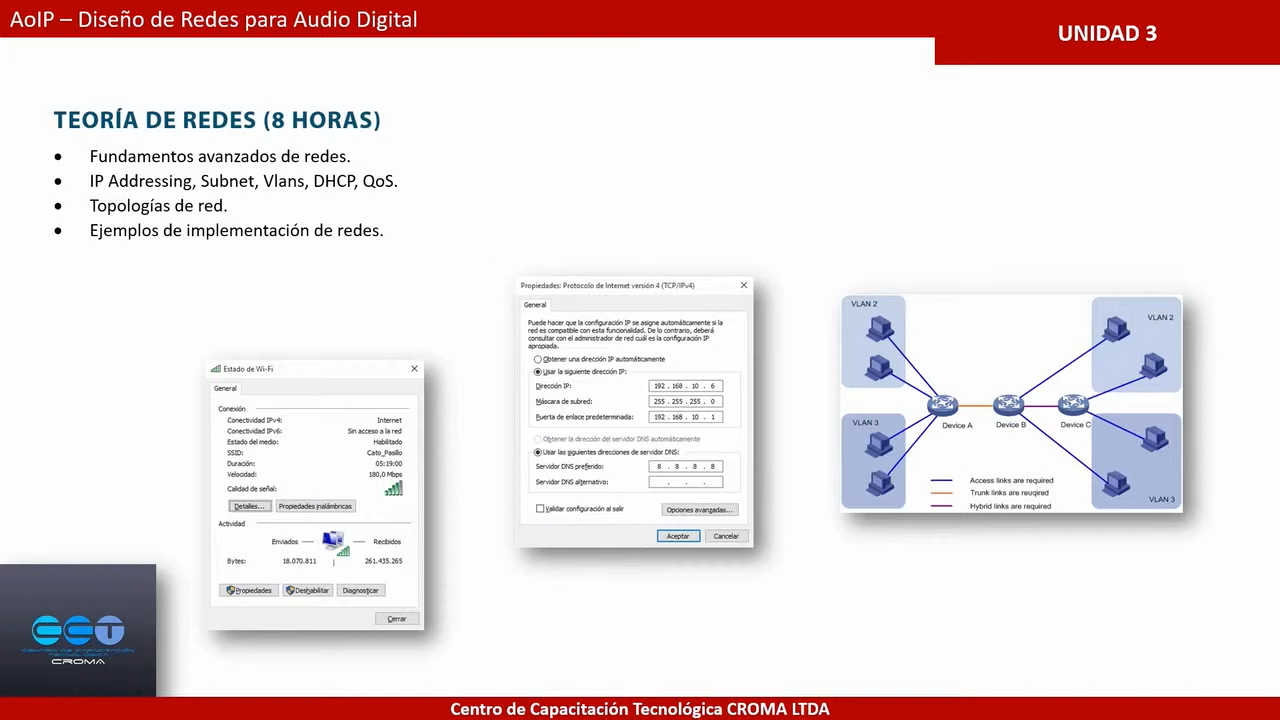 AoIP – Diseño de Redes para Audio Digital
UNIDAD 3
TEORÍA DE REDES (8 HORAS)
• Fundamentos avanzados de redes.
• IP Addressing, Subnet, Vlans, DHCP, QoS.
• Topologías de red.
• Ejemplos de implementación de redes.
Estado de Wi-Fi
General
Conexión
Conectividad IPv4: Internet
Conectividad IPv6: Sin acceso a la red
Estado del medio: Habilitado
SSID: Cato_Pasillo
Duración: 05:19:00
Velocidad: 180,0 Mbps
Calidad de señal:
Detalles... Propiedades inalámbricas
Actividad
Enviados — — Recibidos
Bytes: 18.070.811 | 261.435.265
Propiedades Deshabilitar Diagnosticar
Cerrar
Propiedades: Protocolo de Internet versión 4 (TCP/IPv4)
General
Puede hacer que la configuración IP se asigne automáticamente si la
red es compatible con esta funcionalidad. De lo contrario, deberá
consultar con el administrador de red cuál es la configuración IP
apropiada.
Obtener una dirección IP automáticamente
Usar la siguiente dirección IP:
Dirección IP: 192 . 168 . 10 . 6
Máscara de subred: 255 . 255 . 255 . 0
Puerta de enlace predeterminada: 192 . 168 . 10 . 1
Obtener la dirección del servidor DNS automáticamente
Usar las siguientes direcciones de servidor DNS:
Servidor DNS preferido: 8 . 8 . 8 . 8
Servidor DNS alternativo: . . .
Validar configuración al salir
Opciones avanzadas...
Aceptar Cancelar
VLAN 2
VLAN 2
Device A
Device B
Device C
VLAN 3
VLAN 3
Access links are required
Trunk links are reuqired
Hybrid links are required
CCT
CENTRO DE CAPACITACIÓN
TECNOLÓGICA
CROMA
Centro de Capacitación Tecnológica CROMA LTDA